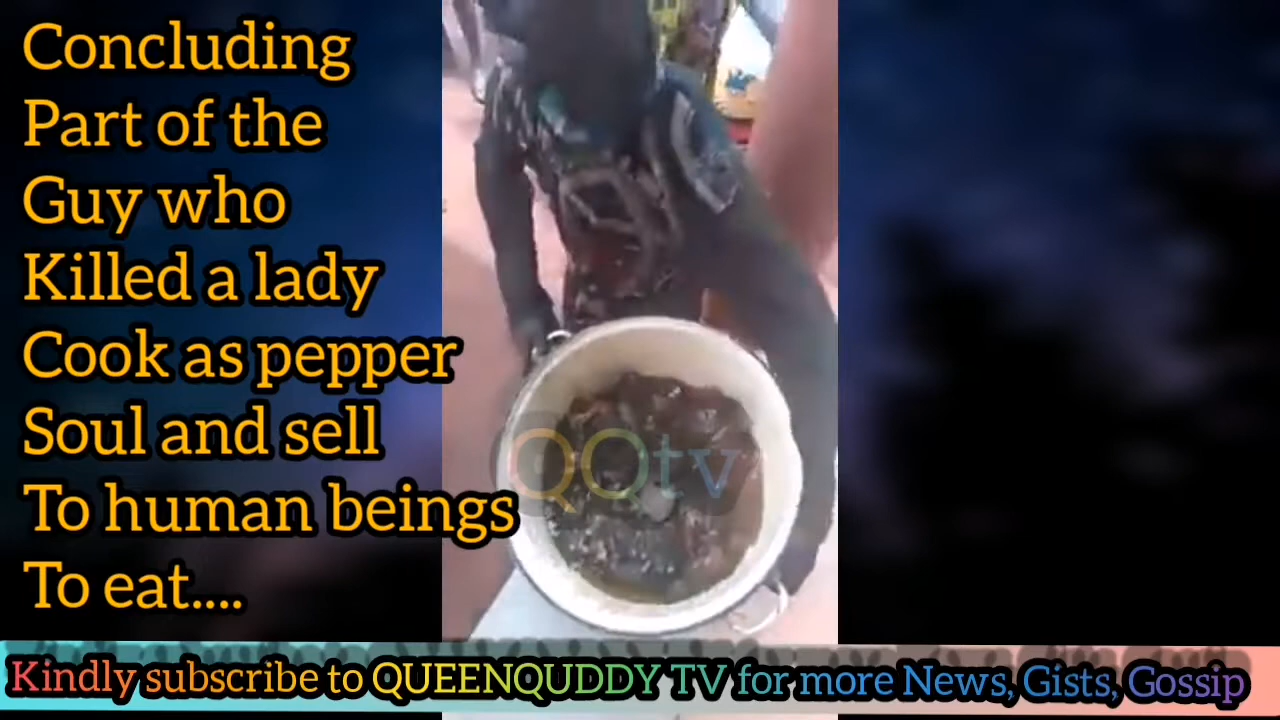 Concluding
Part of the
Guy who
Killed a lady
Cook as pepper
Soul and sell
To human beings
To eat....
QQtv
Kindly subscribe to QUEENQUDDY TV for more News, Gists, Gossip